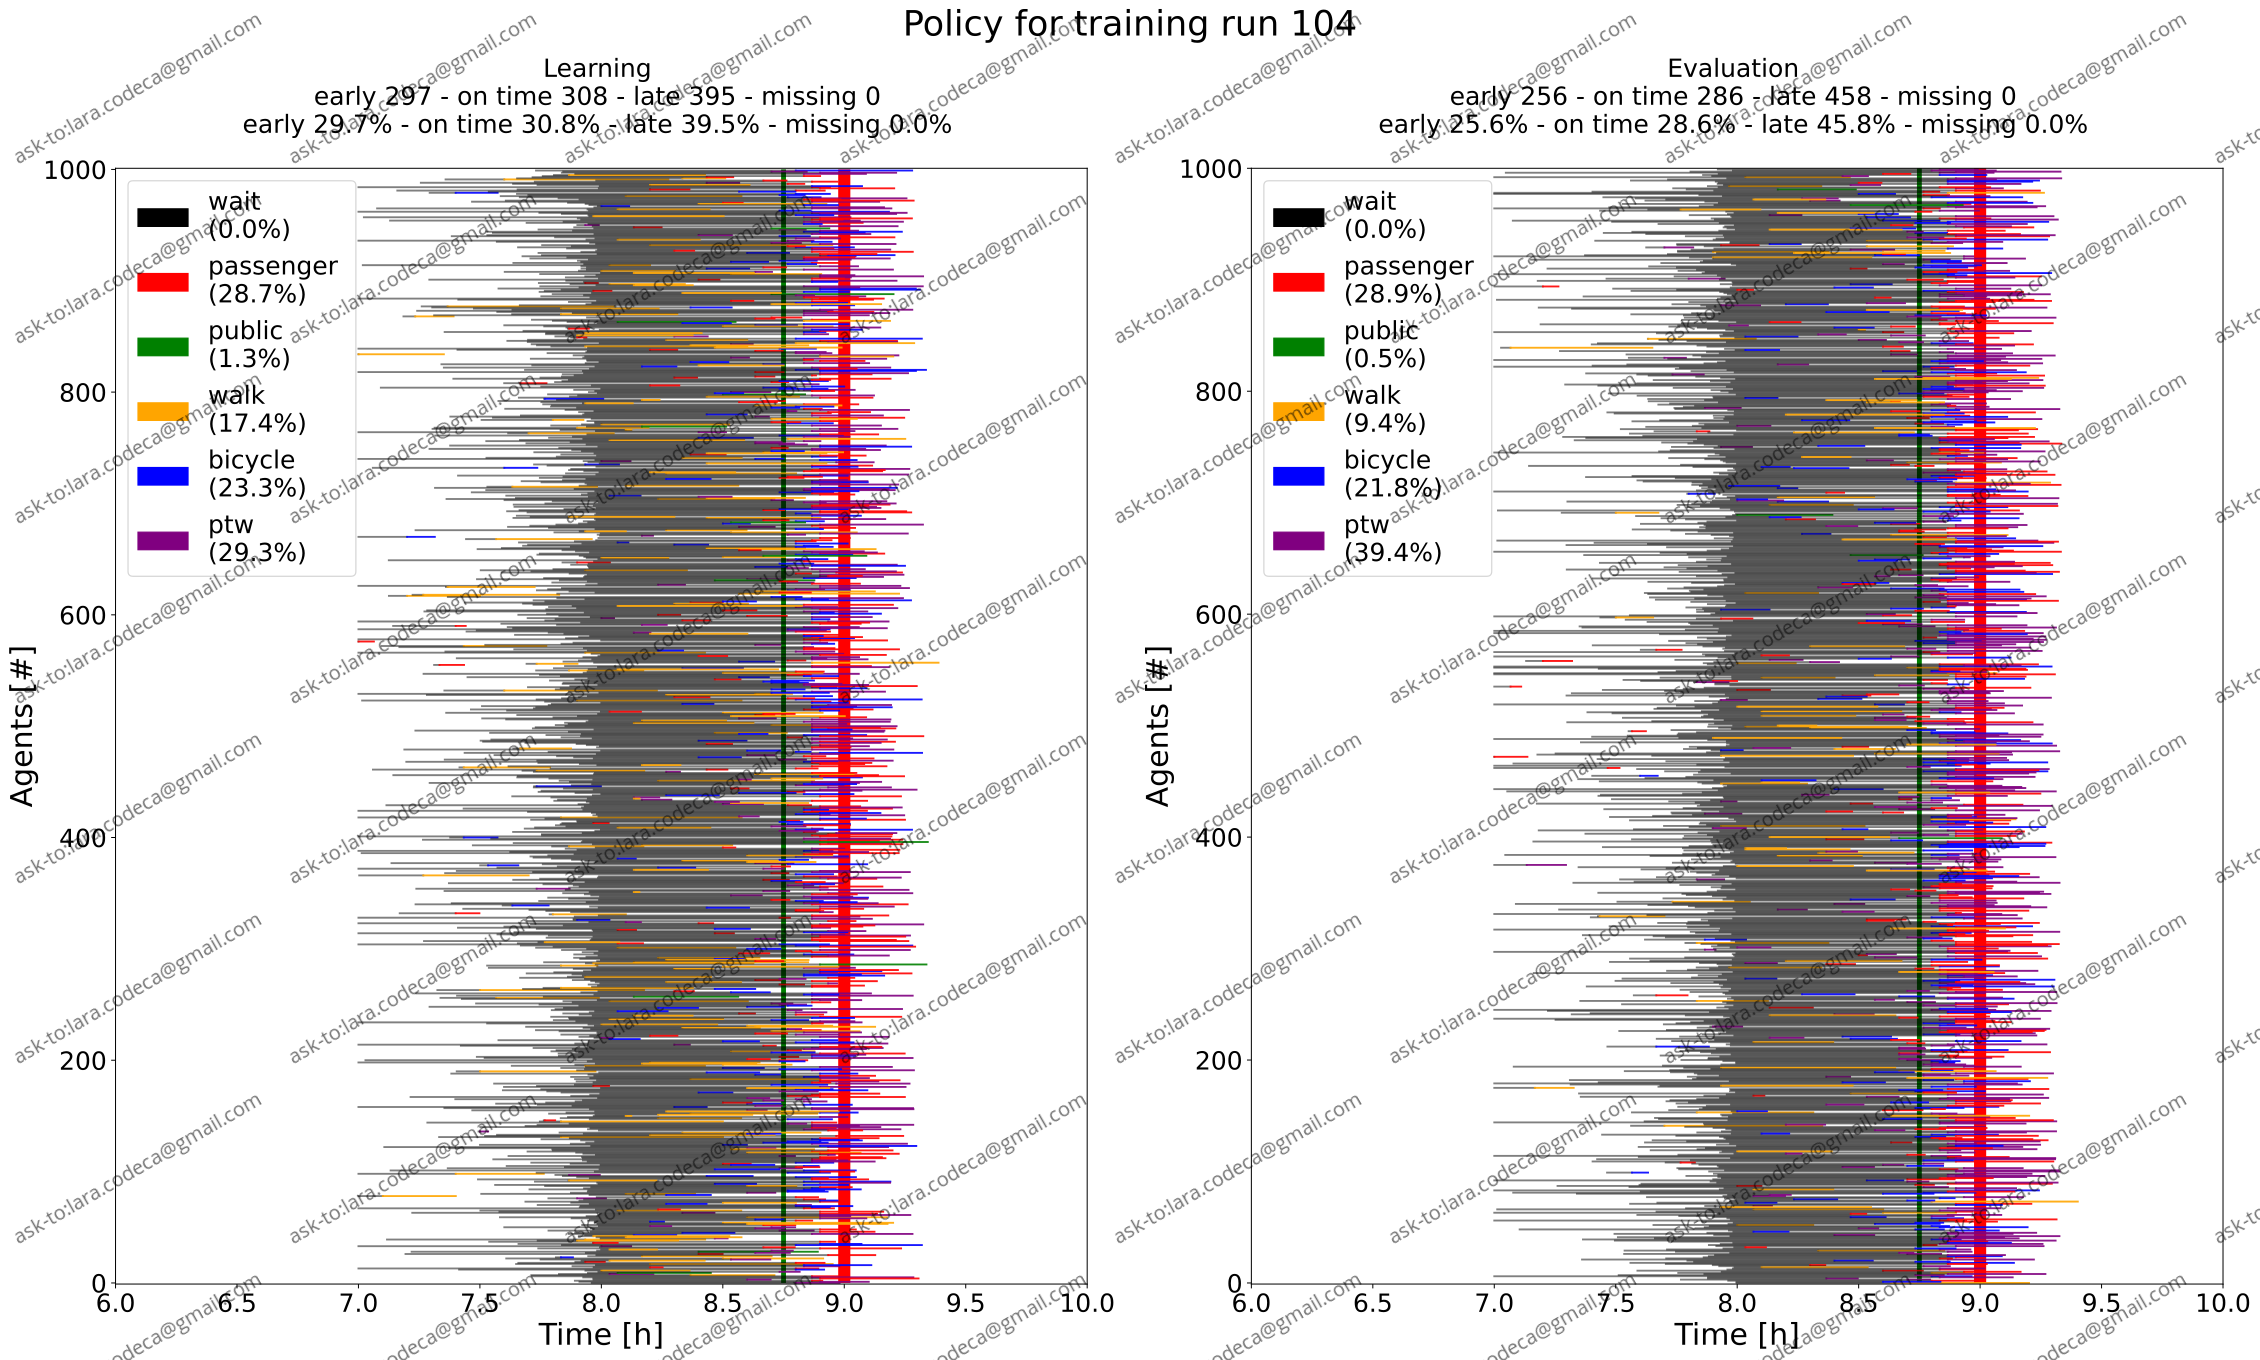 Policy for training run 104
Learning
early 297 - on time 308 - late 395 - missing 0
early 29.7% - on time 30.8% - late 39.5% - missing 0.0%
Agents [#]
1000
800
600
400
200
0
wait
(0.0%)
passenger
(28.7%)
public
(1.3%)
walk
(17.4%)
bicycle
(23.3%)
ptw
(29.3%)
6.0 6.5 7.0 7.5 8.0 8.5 9.0 9.5 10.0
Time [h]
Evaluation
early 256 - on time 286 - late 458 - missing 0
early 25.6% - on time 28.6% - late 45.8% - missing 0.0%
Agents [#]
1000
800
600
400
200
0
wait
(0.0%)
passenger
(28.9%)
public
(0.5%)
walk
(9.4%)
bicycle
(21.8%)
ptw
(39.4%)
6.0 6.5 7.0 7.5 8.0 8.5 9.0 9.5 10.0
Time [h]
ask-to:lara.codeca@gmail.com